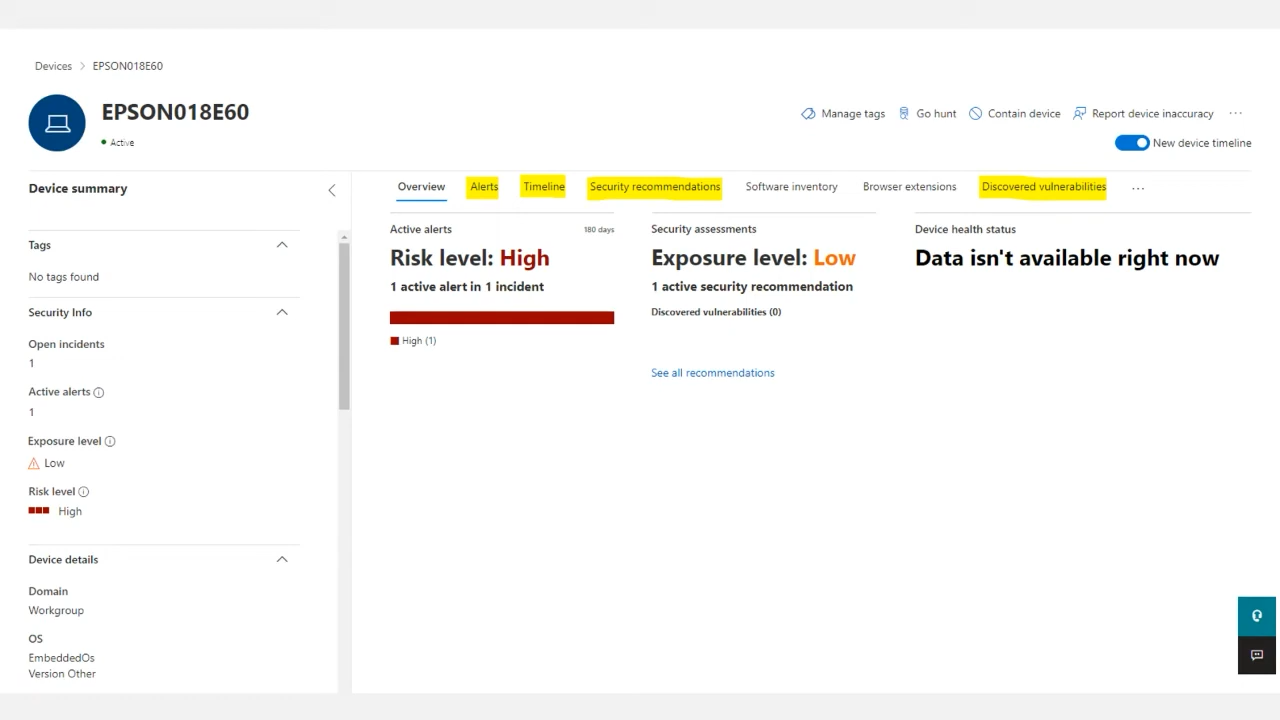 Devices > EPSON018E60
EPSON018E60
Active
Manage tags
Go hunt
Contain device
Report device inaccuracy
...
New device timeline
Device summary
Tags
No tags found
Security Info
Open incidents
1
Active alerts
1
Exposure level
Low
Risk level
High
Device details
Domain
Workgroup
OS
EmbeddedOs
Version Other
Overview
Alerts
Timeline
Security recommendations
Software inventory
Browser extensions
Discovered vulnerabilities
...
Active alerts
180 days
Risk level: High
1 active alert in 1 incident
High (1)
Security assessments
Exposure level: Low
1 active security recommendation
Discovered vulnerabilities (0)
See all recommendations
Device health status
Data isn't available right now